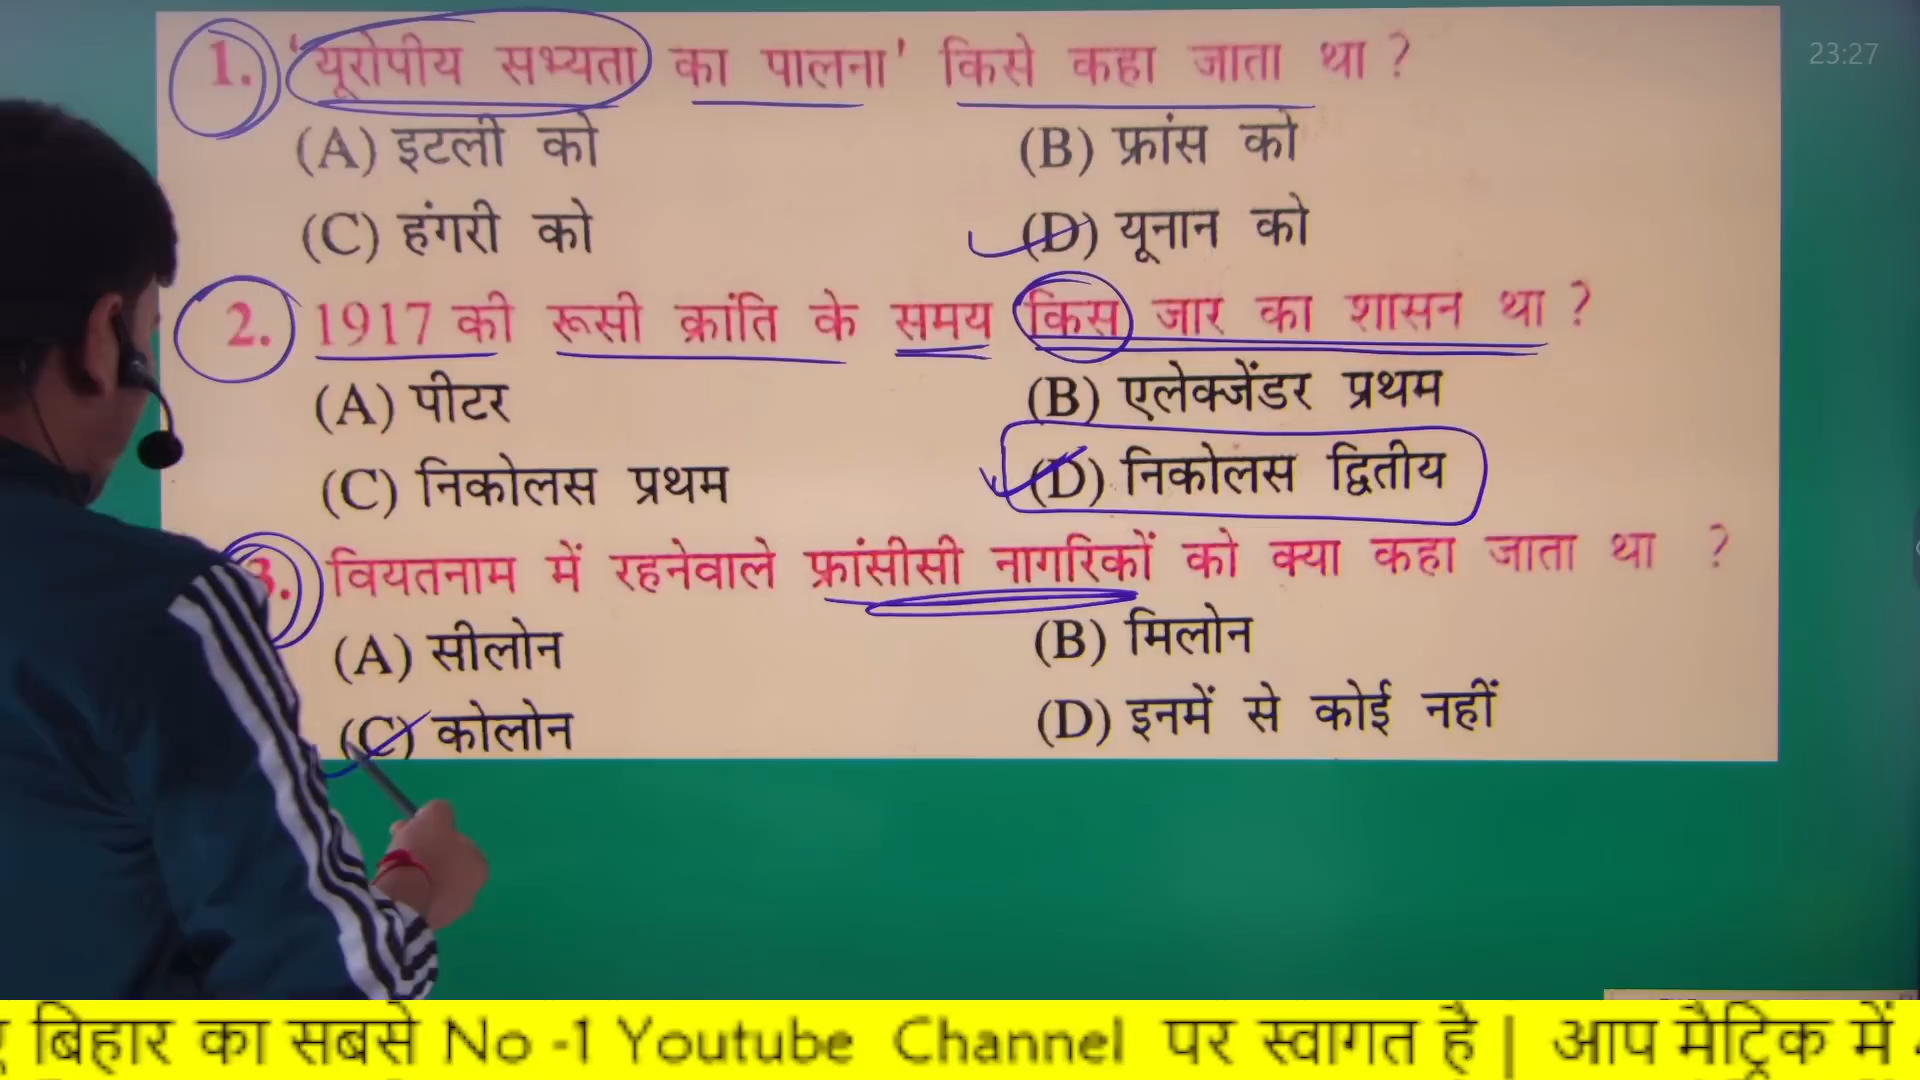 23:27
1. 'यूरोपीय सभ्यता का पालना' किसे कहा जाता था ?
(A) इटली को (B) फ्रांस को
(C) हंगरी को (D) यूनान को
2. 1917 की रूसी क्रांति के समय किस जार का शासन था ?
(A) पीटर (B) एलेक्जेंडर प्रथम
(C) निकोलस प्रथम (D) निकोलस द्वितीय
3. वियतनाम में रहनेवाले फ्रांसीसी नागरिकों को क्या कहा जाता था ?
(A) सीलोन (B) मिलोन
(C) कोलोन (D) इनमें से कोई नहीं
बिहार का सबसे No -1 Youtube Channel पर स्वागत है | आप मैट्रिक में